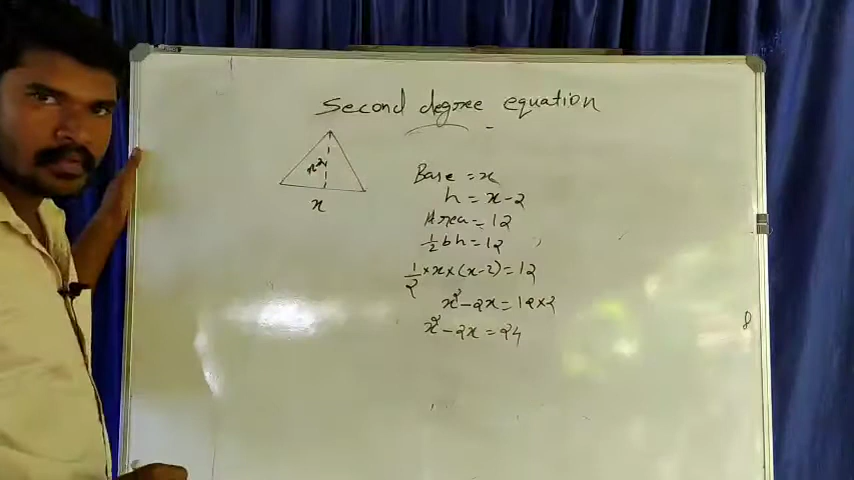 Second degree equation
x-2
x
Base = x
h = x-2
Area = 12
½bh = 12
½ × x × (x-2) = 12
x² - 2x = 12×2
x² - 2x = 24
8